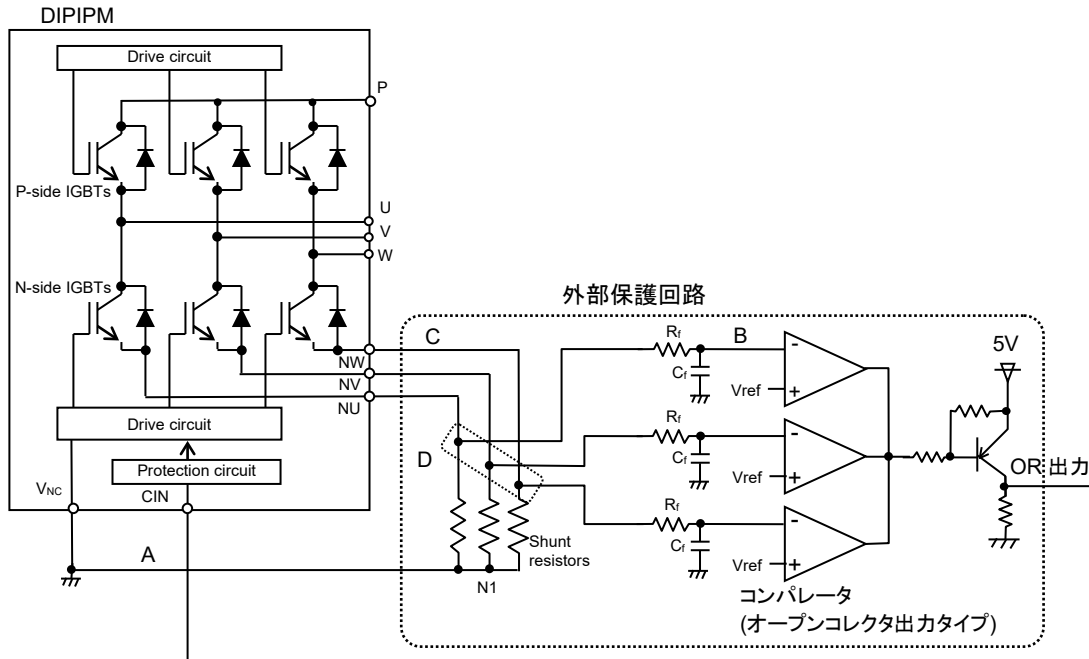 DIPIPM
Drive circuit
P
P-side IGBTs
U
V
W
N-side IGBTs
外部保護回路
C
Rf
B
5V
NW
Vref
Cf
NV
NU
Drive circuit
Rf
D
Protection circuit
Vref
Cf
OR 出力
VNC
CIN
Rf
Shunt
resistors
Cf
Vref
A
N1
コンパレータ
(オープンコレクタ出力タイプ)